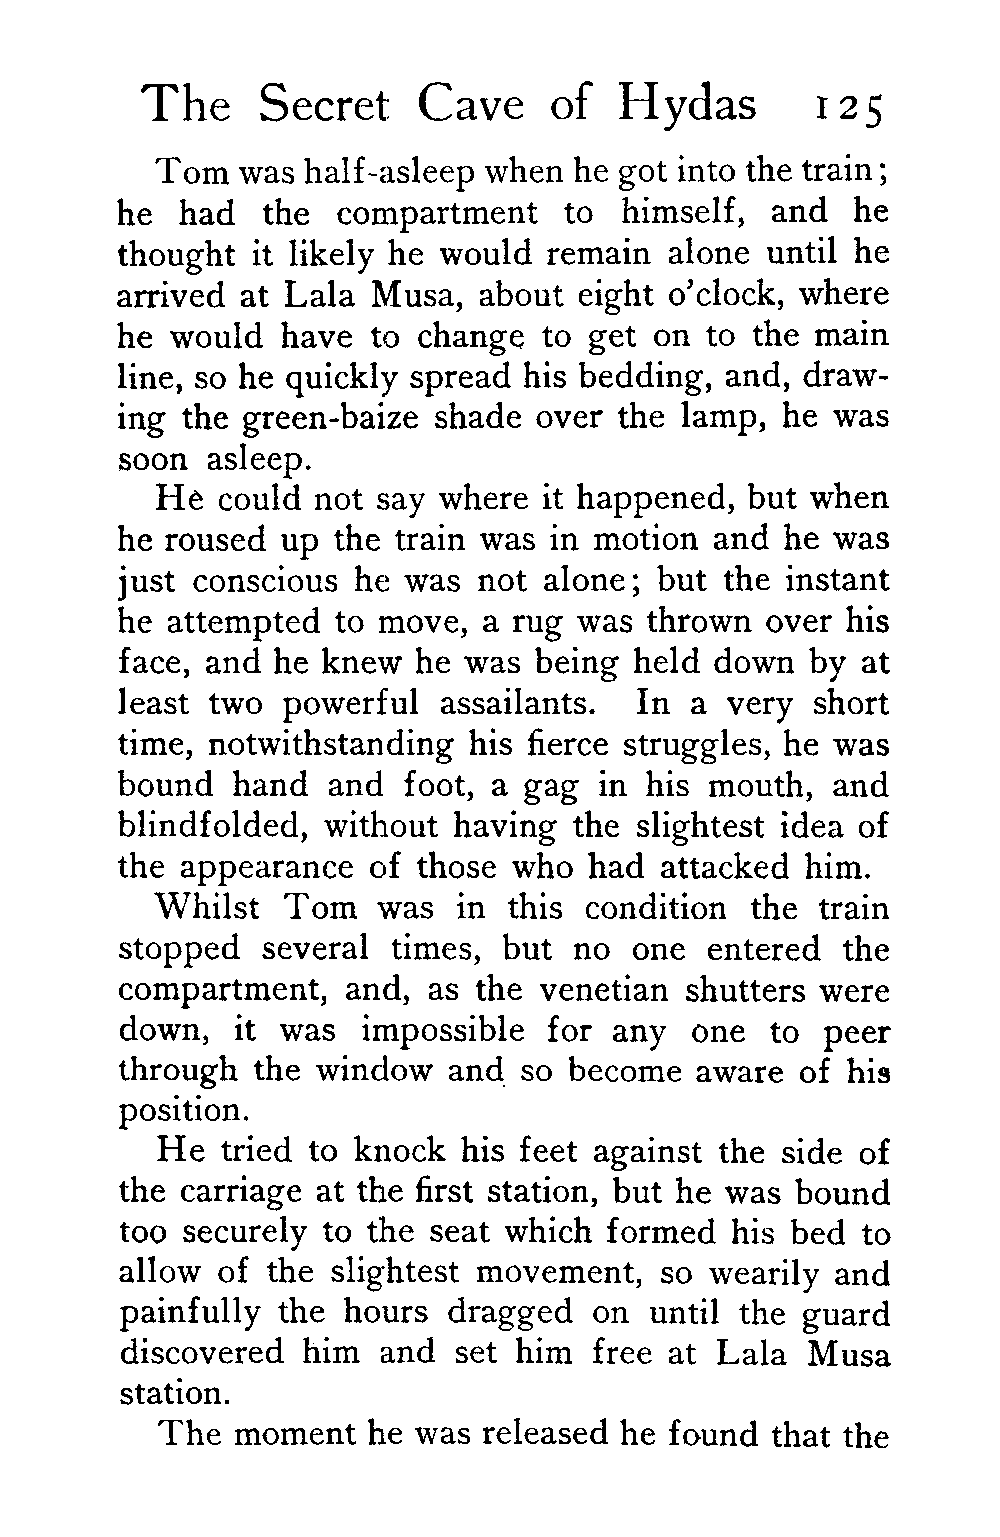 The Secret Cave of Hydas 125
Tom was half-asleep when he got into the train;
he had the compartment to himself, and he
thought it likely he would remain alone until he
arrived at Lala Musa, about eight o'clock, where
he would have to change to get on to the main
line, so he quickly spread his bedding, and, draw-
ing the green-baize shade over the lamp, he was
soon asleep.
He could not say where it happened, but when
he roused up the train was in motion and he was
just conscious he was not alone; but the instant
he attempted to move, a rug was thrown over his
face, and he knew he was being held down by at
least two powerful assailants. In a very short
time, notwithstanding his fierce struggles, he was
bound hand and foot, a gag in his mouth, and
blindfolded, without having the slightest idea of
the appearance of those who had attacked him.
Whilst Tom was in this condition the train
stopped several times, but no one entered the
compartment, and, as the venetian shutters were
down, it was impossible for any one to peer
through the window and so become aware of his
position.
He tried to knock his feet against the side of
the carriage at the first station, but he was bound
too securely to the seat which formed his bed to
allow of the slightest movement, so wearily and
painfully the hours dragged on until the guard
discovered him and set him free at Lala Musa
station.
The moment he was released he found that the